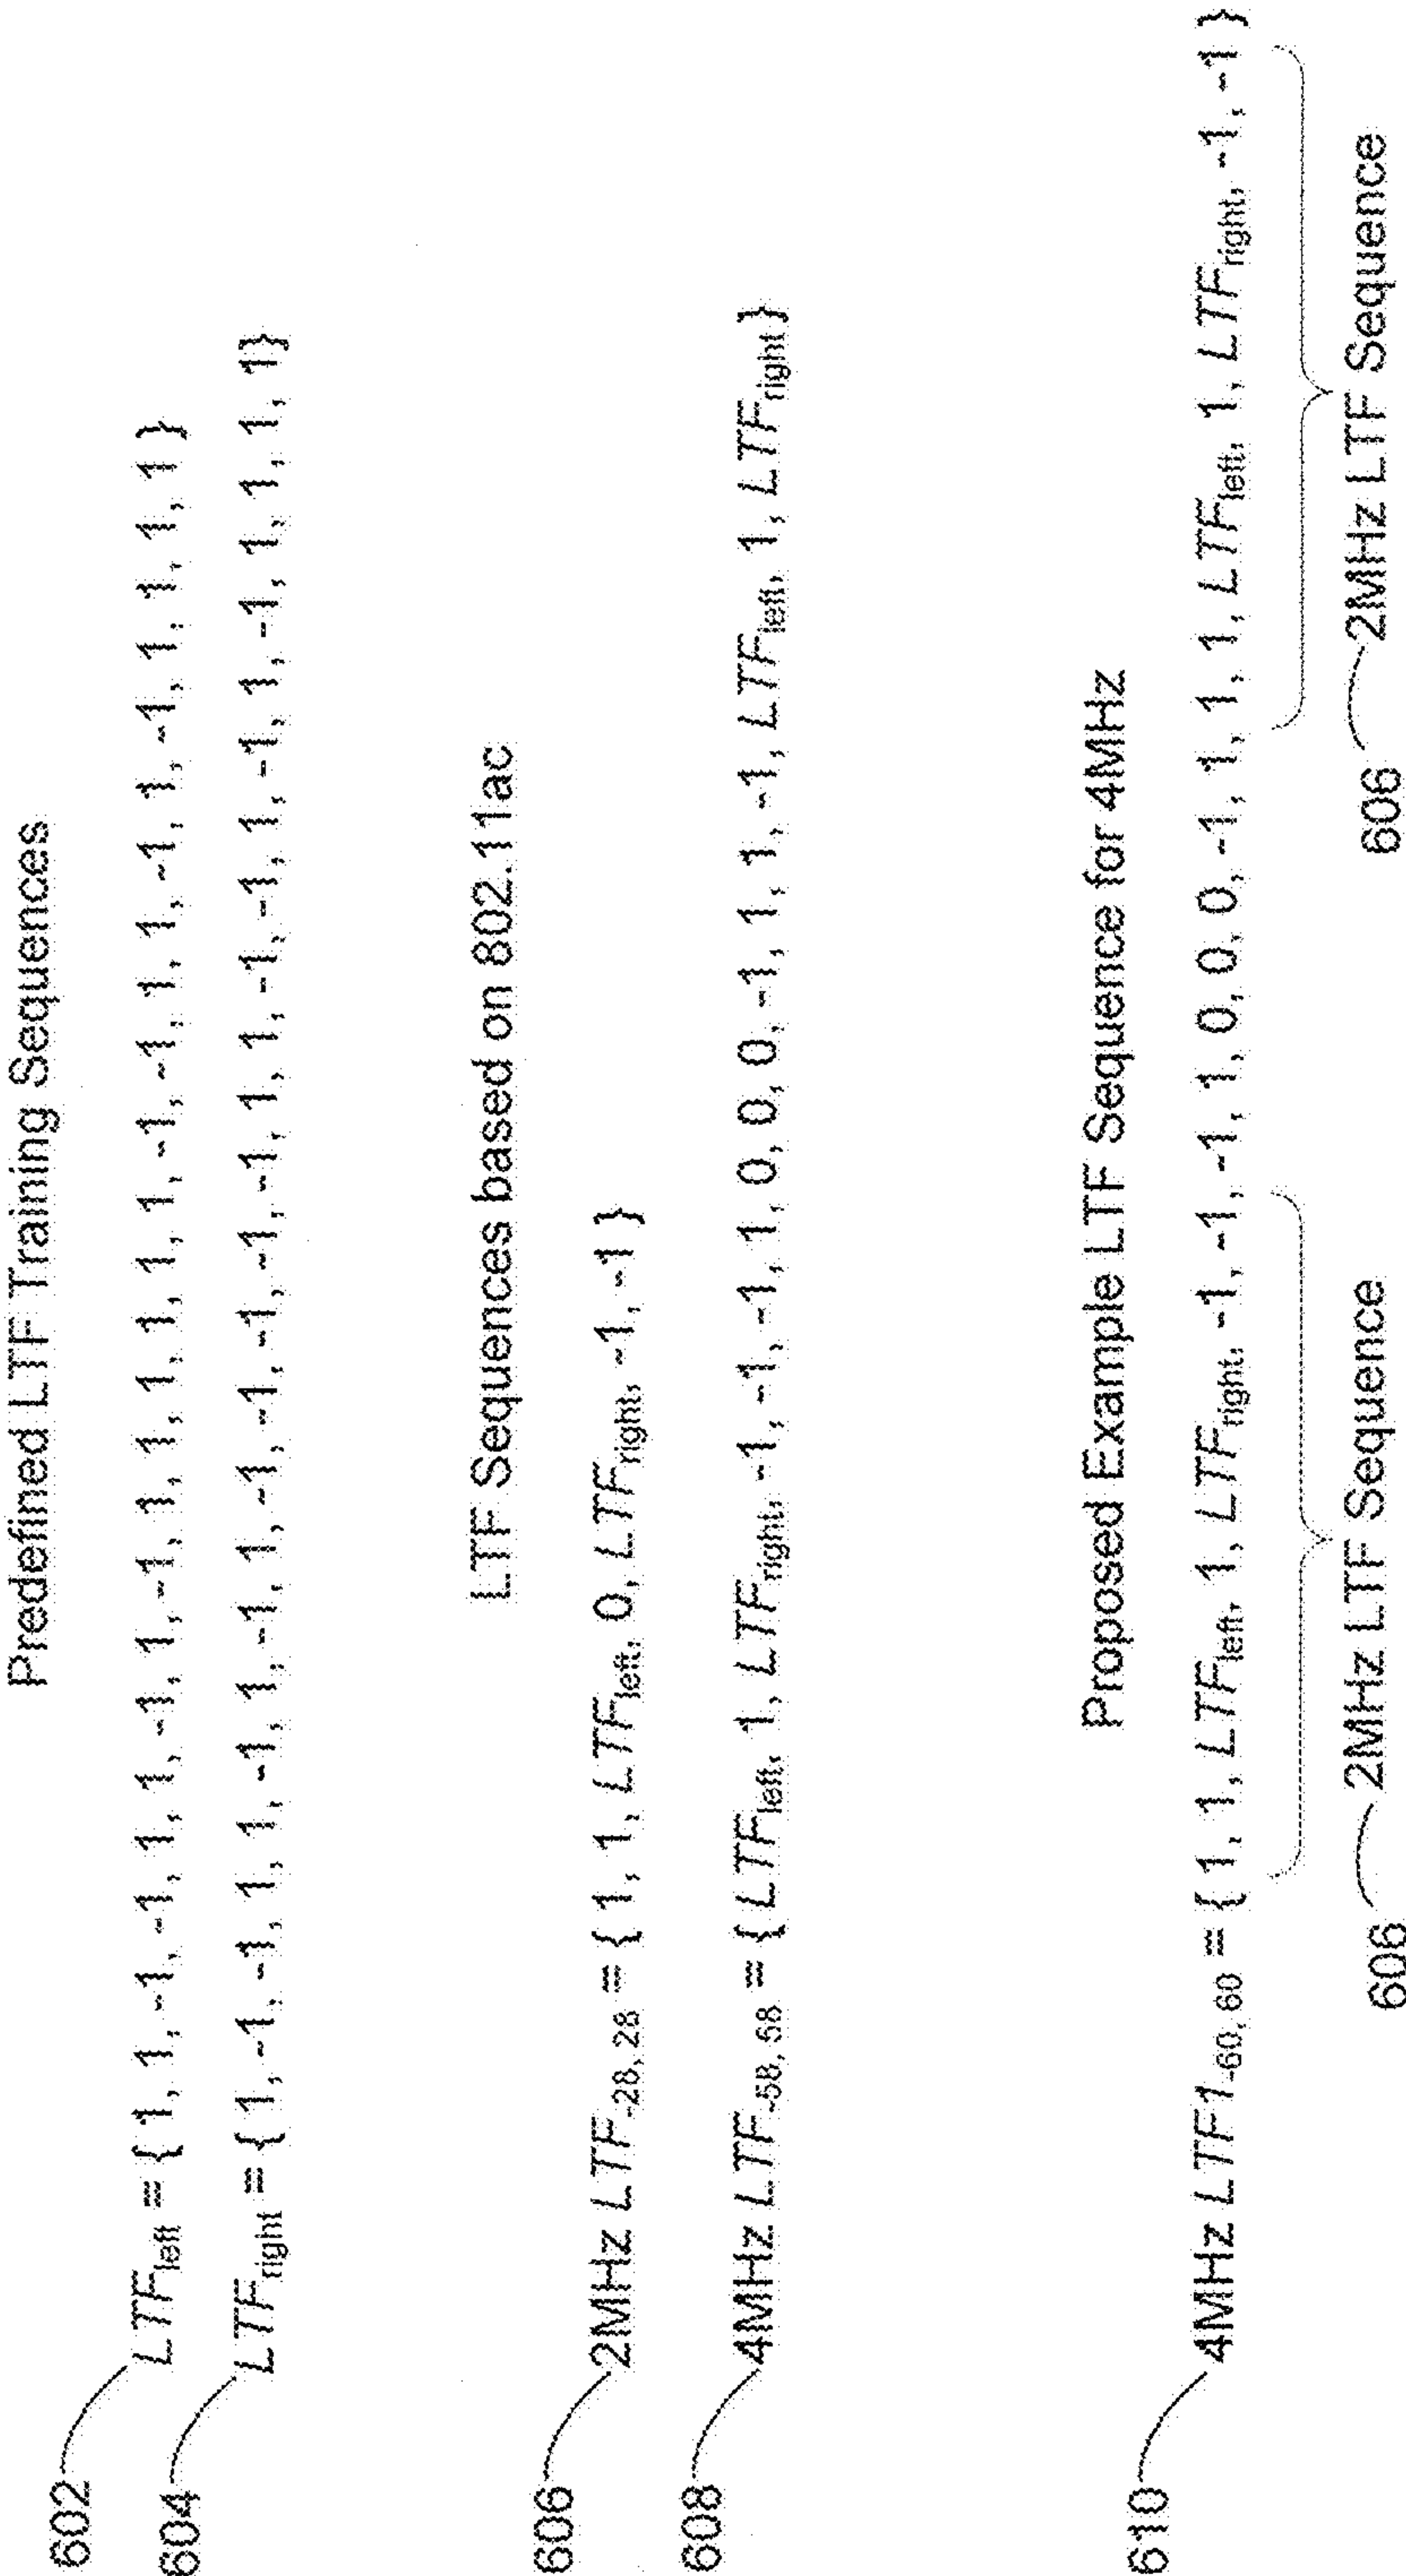 Predefined LTF Training Sequences
602 LTF_left = { 1, 1, -1, -1, 1, 1, -1, 1, -1, 1, 1, 1, 1, 1, 1, -1, -1, 1, 1, -1, 1, -1, 1, 1, 1, 1 }
604 LTF_right = {1, -1, -1, 1, 1, -1, 1, -1, 1, -1, -1, -1, -1, -1, 1, 1, -1, -1, 1, -1, 1, -1, 1, 1, 1, 1}
LTF Sequences based on 802.11ac
606 2MHz LTF_-28, 28 = { 1, 1, LTF_left, 0, LTF_right, -1, -1 }
608 4MHz LTF_-58, 58 = { LTF_left, 1, LTF_right, -1, -1, -1, 1, 0, 0, 0, -1, 1, 1, -1, LTF_left, 1, LTF_right }
Proposed Example LTF Sequence for 4MHz
610 4MHz LTF1_-60, 60 = { 1, 1, LTF_left, 1, LTF_right, -1, -1, -1, 1, 0, 0, 0, -1, 1, 1, 1, LTF_left, 1, LTF_right, -1, -1 }
606 2MHz LTF Sequence
606 2MHz LTF Sequence